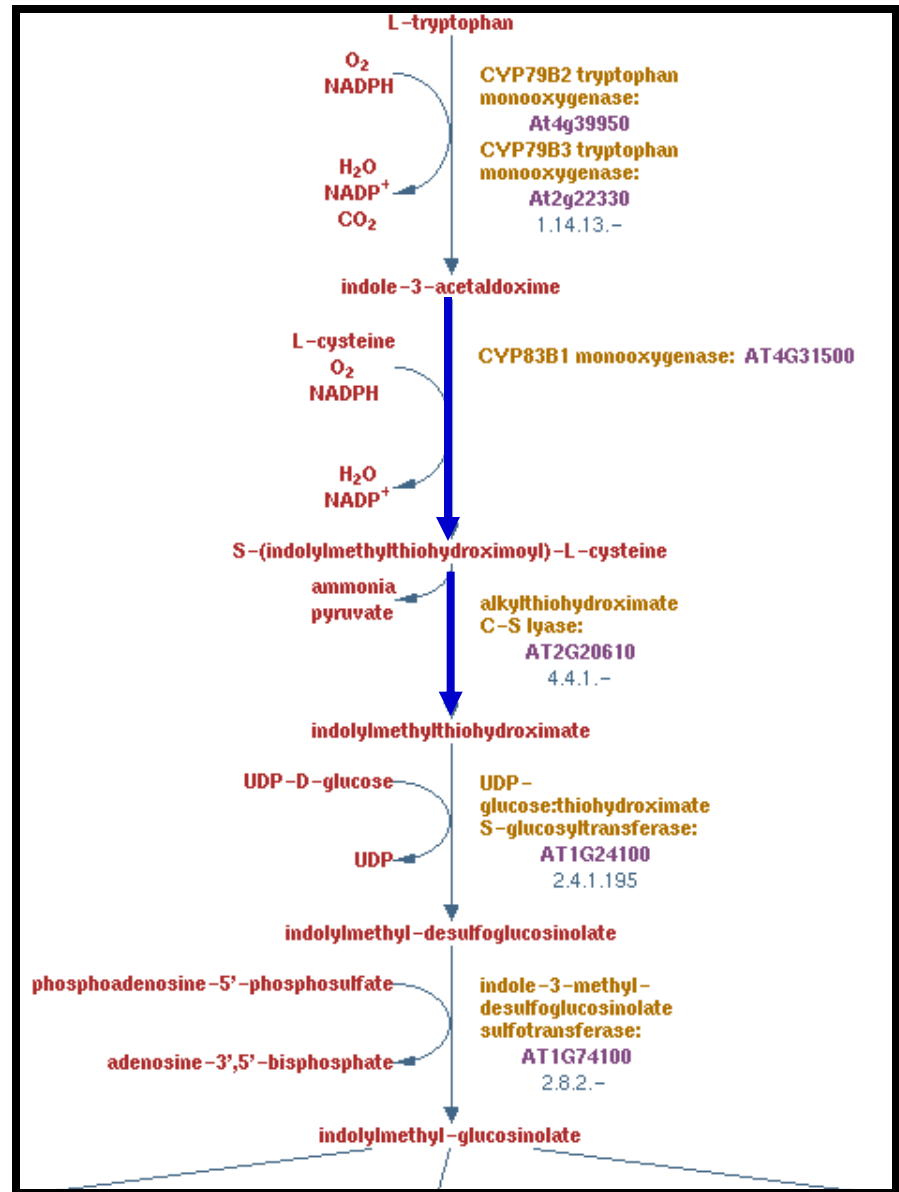 L-tryptophan
O₂
NADPH
CYP79B2 tryptophan
monooxygenase:
At4g39950
CYP79B3 tryptophan
monooxygenase:
At2g22330
1.14.13.-
H₂O
NADP⁺
CO₂
indole-3-acetaldoxime
L-cysteine
O₂
NADPH
CYP83B1 monooxygenase: AT4G31500
H₂O
NADP⁺
S-(indolylmethylthiohydroximoyl)-L-cysteine
ammonia
pyruvate
alkylthiohydroximate
C-S lyase:
AT2G20610
4.4.1.-
indolylmethylthiohydroximate
UDP-D-glucose
UDP-
glucose:thiohydroximate
S-glucosyltransferase:
AT1G24100
2.4.1.195
UDP
indolylmethyl-desulfoglucosinolate
phosphoadenosine-5'-phosphosulfate
indole-3-methyl-
desulfoglucosinolate
sulfotransferase:
AT1G74100
2.8.2.-
adenosine-3',5'-bisphosphate
indolylmethyl-glucosinolate